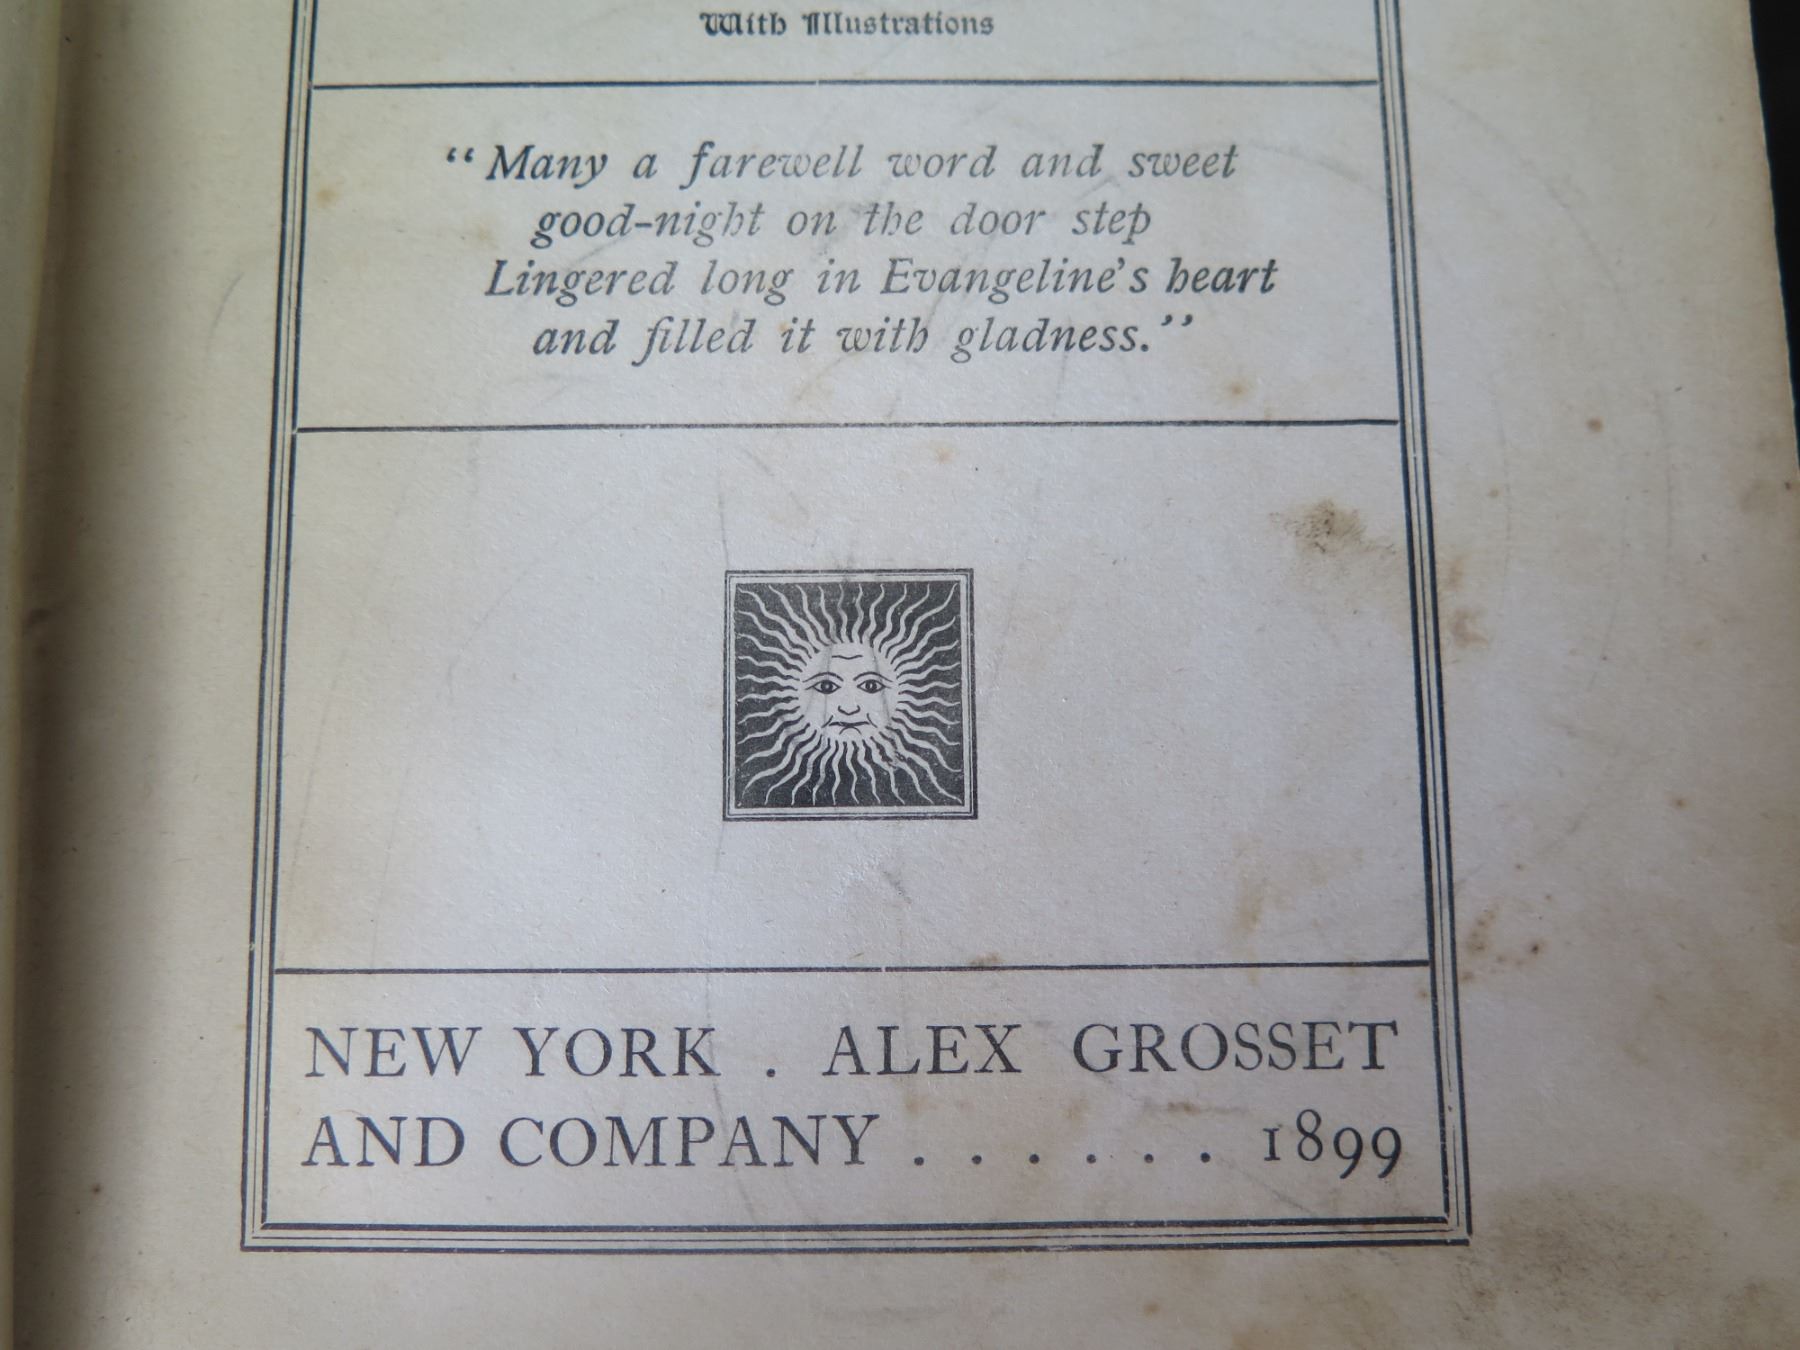 With Illustrations
“Many a farewell word and sweet
good-night on the door step
Lingered long in Evangeline’s heart
and filled it with gladness.”
NEW YORK . ALEX GROSSET
AND COMPANY . . . . . . 1899